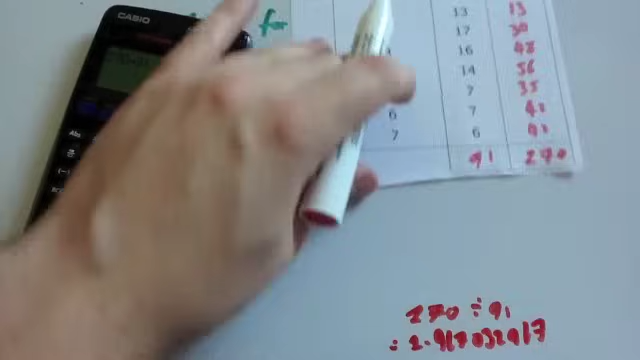 CASIO
f
13 13
17 30
16 48
14 56
7 35
6 7 42
7 6 42
91 270
270 ÷ 91
= 2.967032967